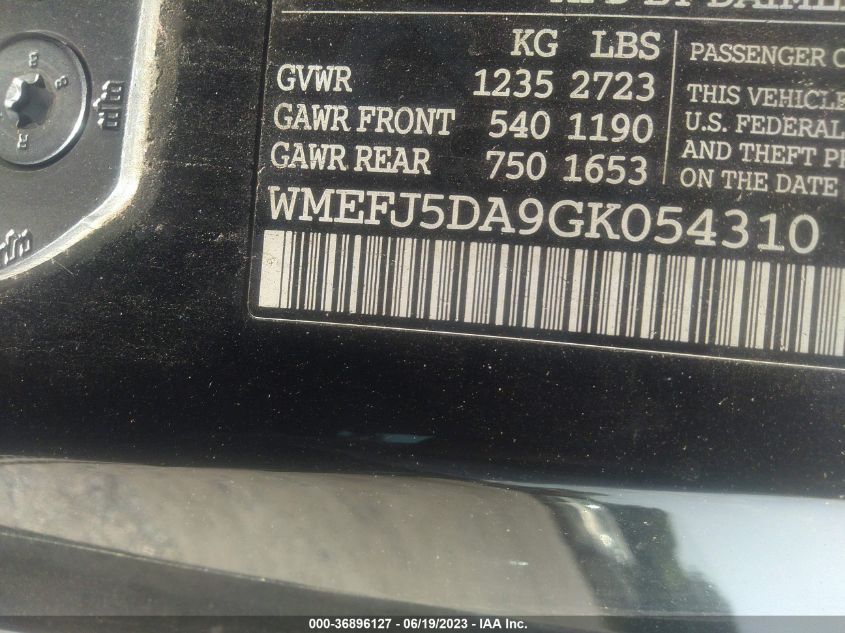 KG LBS
GVWR 1235 2723
GAWR FRONT 540 1190
GAWR REAR 750 1653
PASSENGER
THIS VEHICLE
U.S. FEDERAL
AND THEFT
ON THE DATE
WMEFJ5DA9GK054310
000-36896127 - 06/19/2023 - IAA Inc.